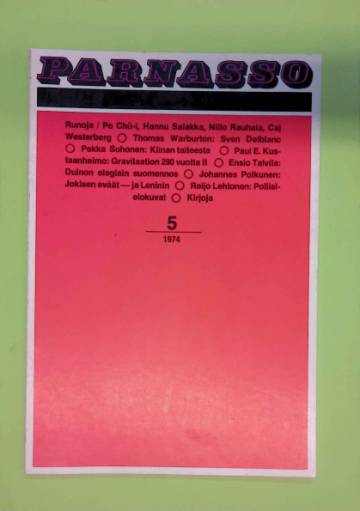 PARNASSO
Runoja / Po Chü-i, Hannu Salakka, Niilo Rauhala, Caj
Westerberg ○ Thomas Warburton: Sven Delblanc
○ Pekka Suhonen: Kiinan taiteesta ○ Paul E. Kus-
taanheimo: Gravitaation 290 vuotta II ○ Ensio Talvila:
Duinon elegiain suomennos ○ Johannes Polkunen:
Jokisen eväät — ja Leninin ○ Reijo Lehtonen: Poliisi-
elokuvat ○ Kirjoja
5
1974